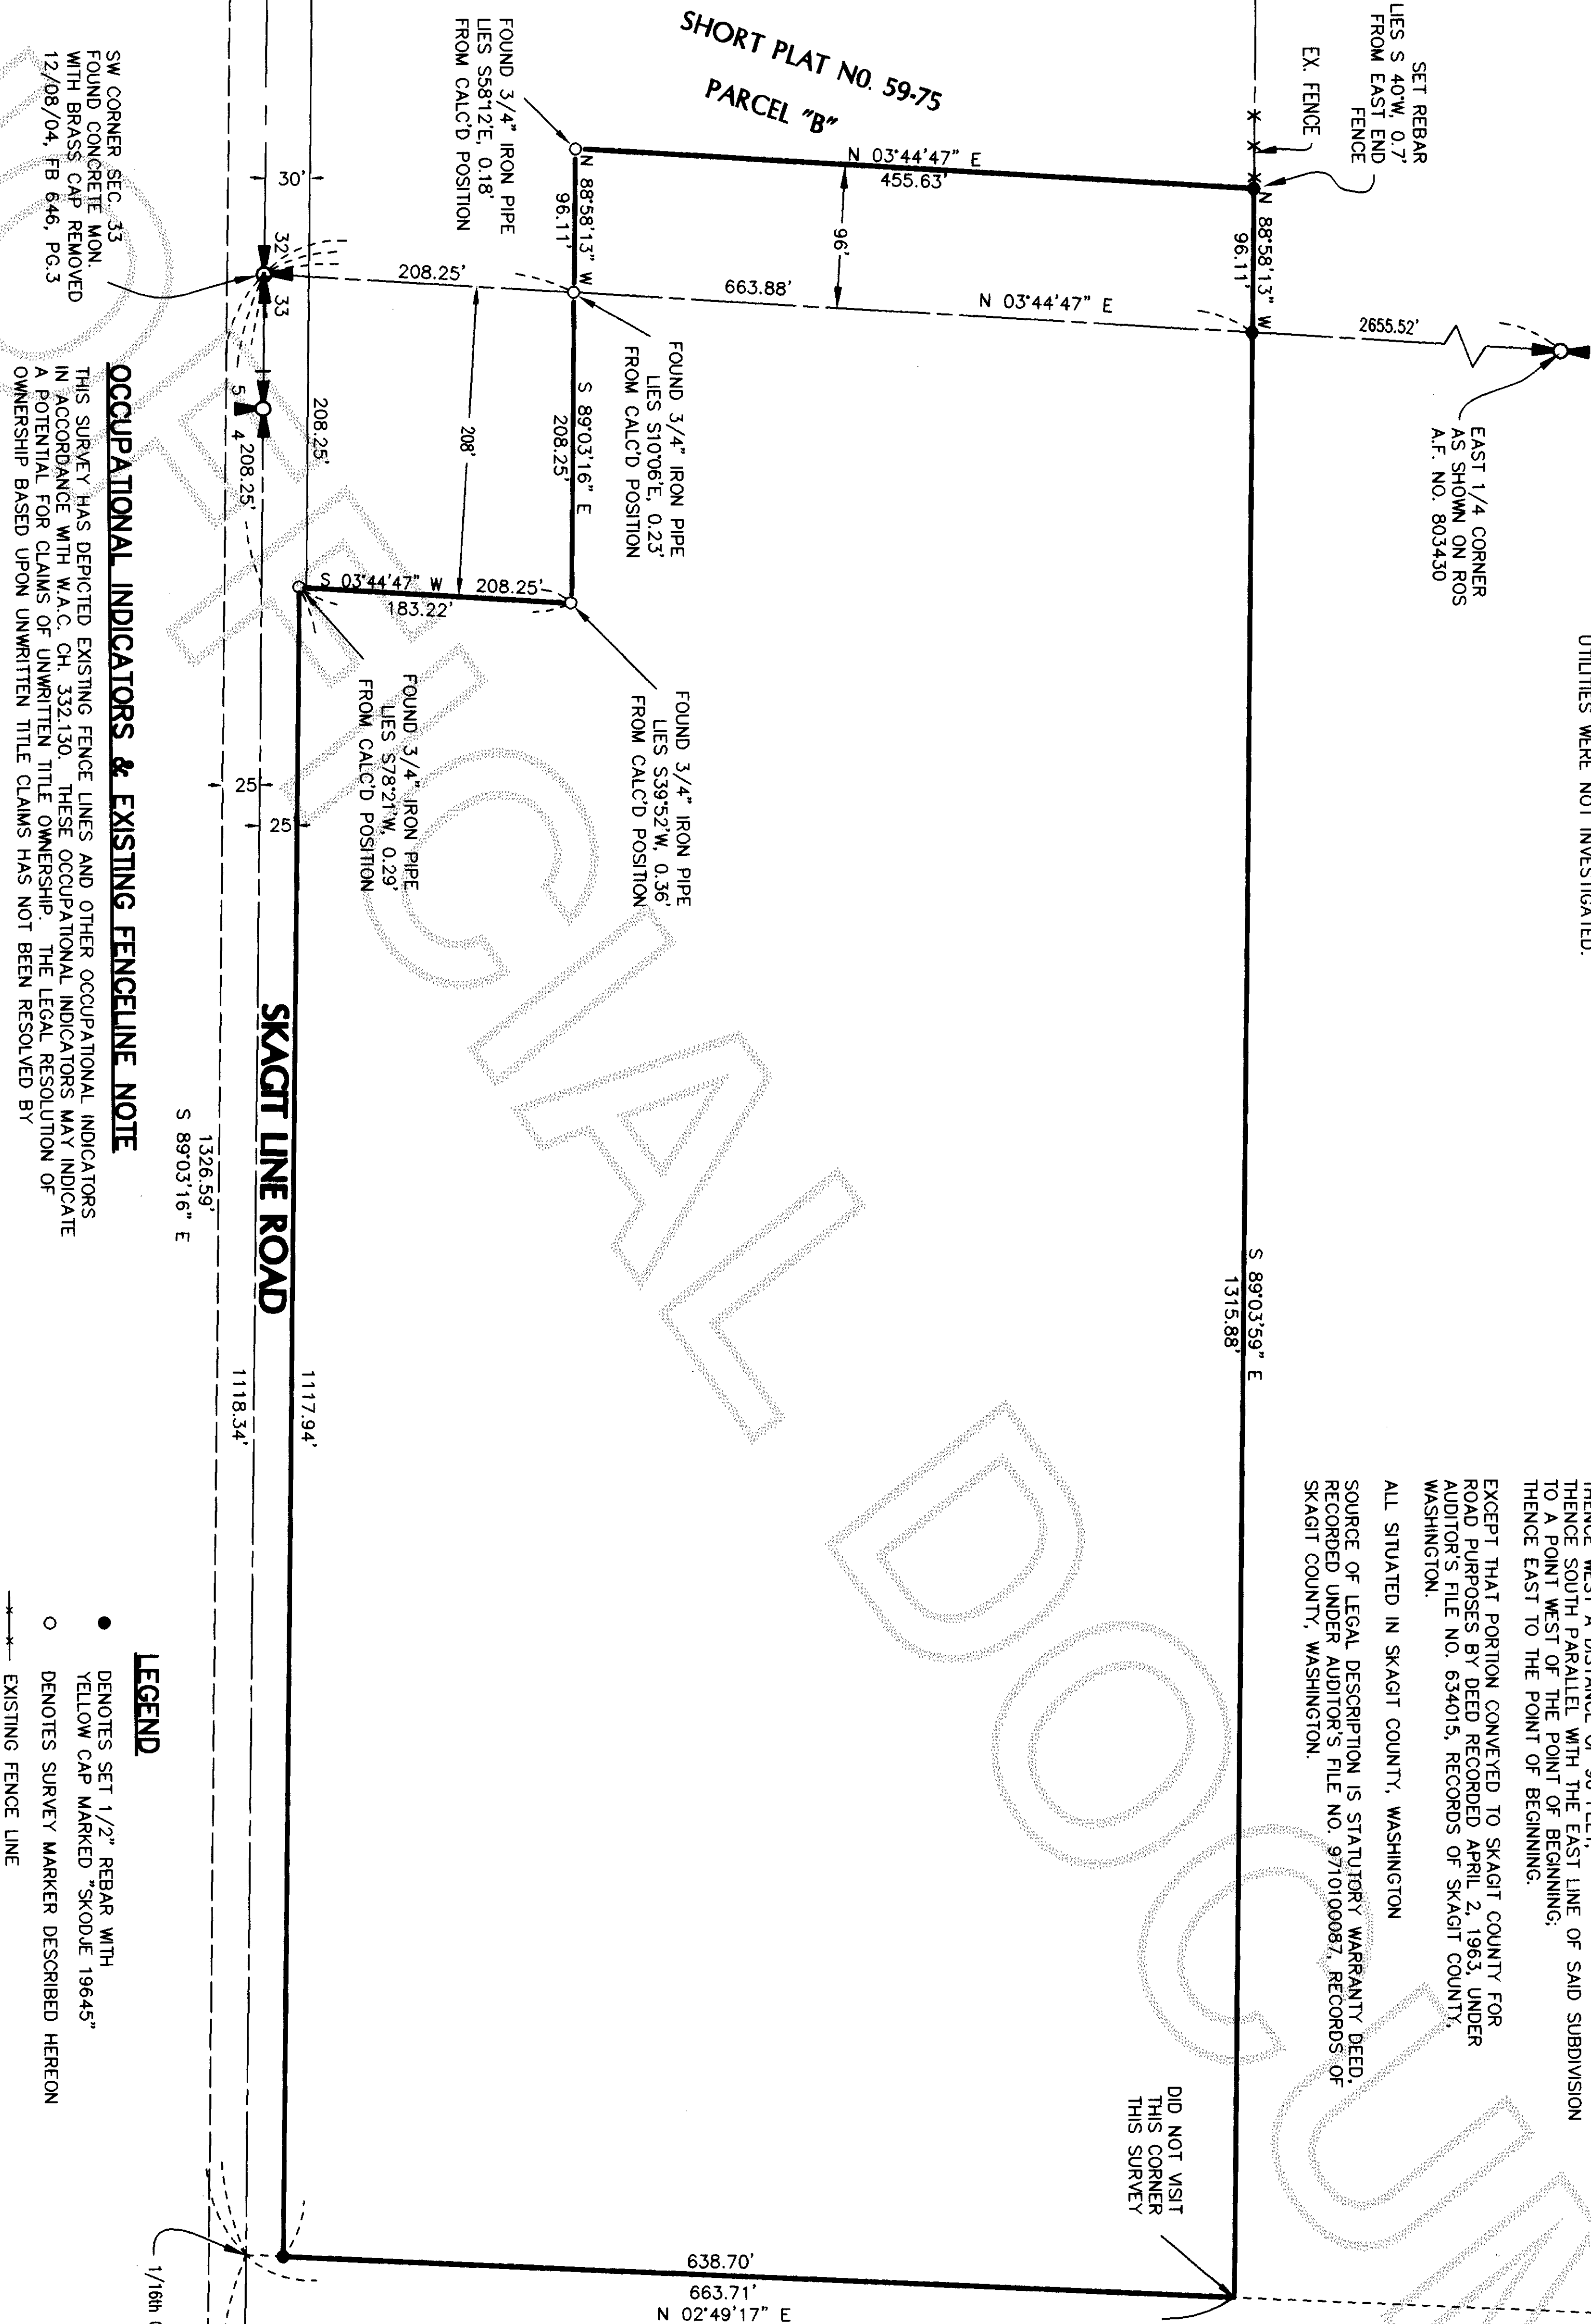 SET REBAR
LIES S 40°W, 0.7'
FROM EAST END
FENCE
EX. FENCE
SHORT PLAT NO. 59-75
PARCEL "B"
N 03°44'47" E
455.63'
96'
N 88°58'13" W
96.11'
N 88°58'13" W
96.11'
FOUND 3/4" IRON PIPE
LIES S58°12'E, 0.18'
FROM CALC'D POSITION
SW CORNER SEC. 33
FOUND CONCRETE MON.
WITH BRASS CAP REMOVED
12/08/04, FB 646, PG.3
30'
32
33
5
4
208.25'
663.88'
N 03°44'47" E
2655.52'
EAST 1/4 CORNER
AS SHOWN ON ROS
A.F. NO. 803430
UTILITIES WERE NOT INVESTIGATED.
FOUND 3/4" IRON PIPE
LIES S10°06'E, 0.23'
FROM CALC'D POSITION
S 89°03'16" E
208.25'
208'
208.25'
208.25'
S 03°44'47" W
208.25'
183.22'
FOUND 3/4" IRON PIPE
LIES S39°52'W, 0.36'
FROM CALC'D POSITION
FOUND 3/4" IRON PIPE
LIES S78°21'W, 0.29'
FROM CALC'D POSITION
25'
25'
OCCUPATIONAL INDICATORS & EXISTING FENCELINE NOTE
THIS SURVEY HAS DEPICTED EXISTING FENCE LINES AND OTHER OCCUPATIONAL INDICATORS
IN ACCORDANCE WITH W.A.C. CH. 332.130. THESE OCCUPATIONAL INDICATORS MAY INDICATE
A POTENTIAL FOR CLAIMS OF UNWRITTEN TITLE OWNERSHIP. THE LEGAL RESOLUTION OF
OWNERSHIP BASED UPON UNWRITTEN TITLE CLAIMS HAS NOT BEEN RESOLVED BY
SKAGIT LINE ROAD
1326.59'
S 89°03'16" E
1117.94'
1118.34'
S 89°03'59" E
1315.88'
THENCE WEST A DISTANCE OF 96 FEET;
THENCE SOUTH PARALLEL WITH THE EAST LINE OF SAID SUBDIVISION
TO A POINT WEST OF THE POINT OF BEGINNING;
THENCE EAST TO THE POINT OF BEGINNING.
EXCEPT THAT PORTION CONVEYED TO SKAGIT COUNTY FOR
ROAD PURPOSES BY DEED RECORDED APRIL 2, 1963, UNDER
AUDITOR'S FILE NO. 634015, RECORDS OF SKAGIT COUNTY,
WASHINGTON.
ALL SITUATED IN SKAGIT COUNTY, WASHINGTON
SOURCE OF LEGAL DESCRIPTION IS STATUTORY WARRANTY DEED,
RECORDED UNDER AUDITOR'S FILE NO. 9710100087, RECORDS OF
SKAGIT COUNTY, WASHINGTON.
DID NOT VISIT
THIS CORNER
THIS SURVEY
638.70'
663.71'
N 02°49'17" E
1/16th
LEGEND
DENOTES SET 1/2" REBAR WITH
YELLOW CAP MARKED "SKODJE 19645"
DENOTES SURVEY MARKER DESCRIBED HEREON
EXISTING FENCE LINE
OFFICIAL DOCUM